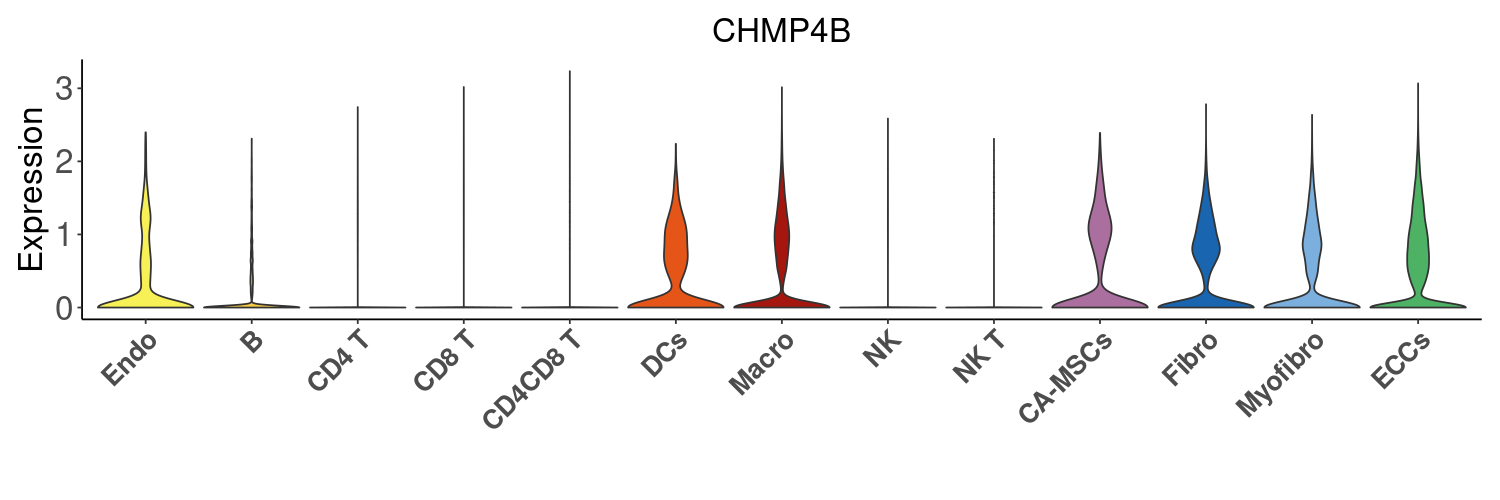 CHMP4B
Expression
3
2
1
0
Endo
B
CD4 T
CD8 T
CD4CD8 T
DCs
Macro
NK
NK T
CA-MSCs
Fibro
Myofibro
ECCs